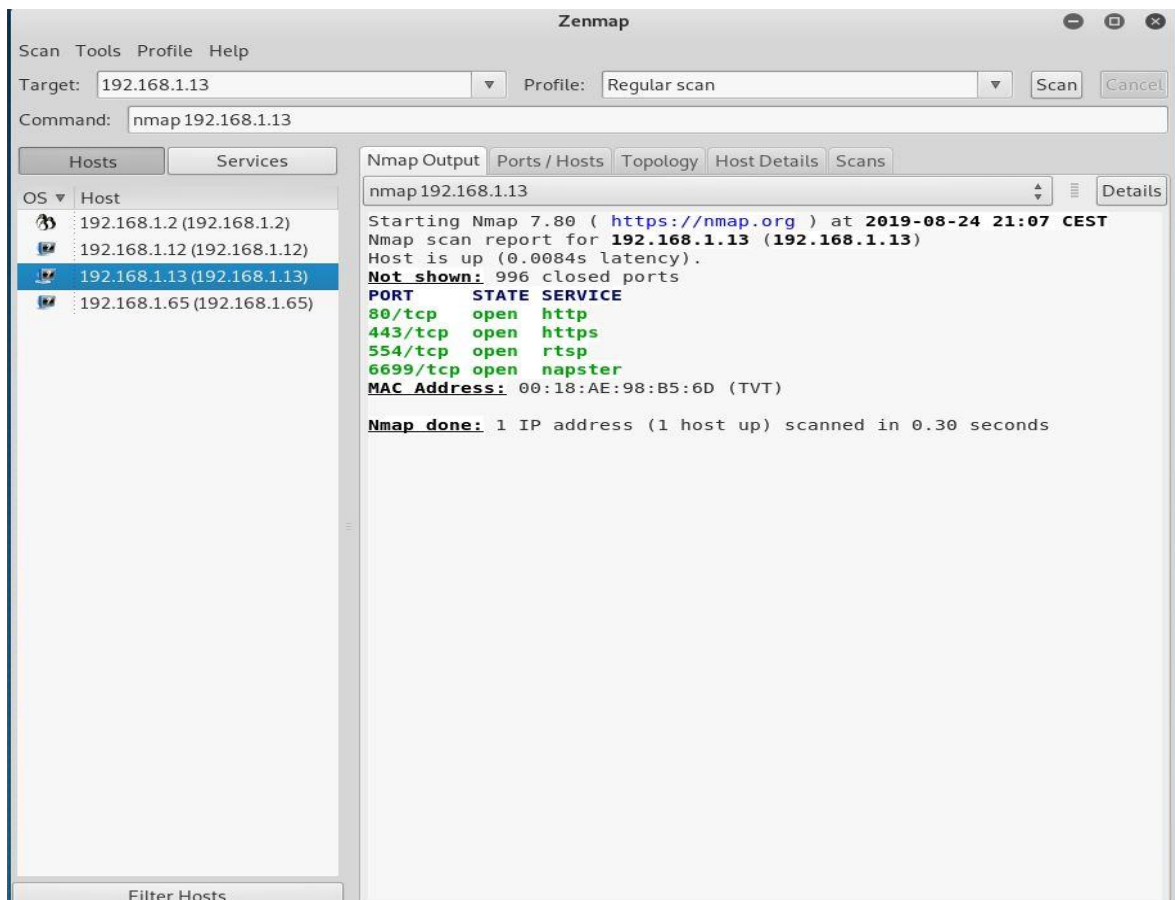 Zenmap
Scan Tools Profile Help
Target: 192.168.1.13 Profile: Regular scan Scan Cancel
Command: nmap 192.168.1.13
Hosts Services
OS Host
192.168.1.2 (192.168.1.2)
192.168.1.12 (192.168.1.12)
192.168.1.13 (192.168.1.13)
192.168.1.65 (192.168.1.65)
Filter Hosts
Nmap Output Ports / Hosts Topology Host Details Scans
nmap 192.168.1.13 Details
Starting Nmap 7.80 ( https://nmap.org ) at 2019-08-24 21:07 CEST
Nmap scan report for 192.168.1.13 (192.168.1.13)
Host is up (0.0084s latency).
Not shown: 996 closed ports
PORT STATE SERVICE
80/tcp open http
443/tcp open https
554/tcp open rtsp
6699/tcp open napster
MAC Address: 00:18:AE:98:B5:6D (TVT)
Nmap done: 1 IP address (1 host up) scanned in 0.30 seconds